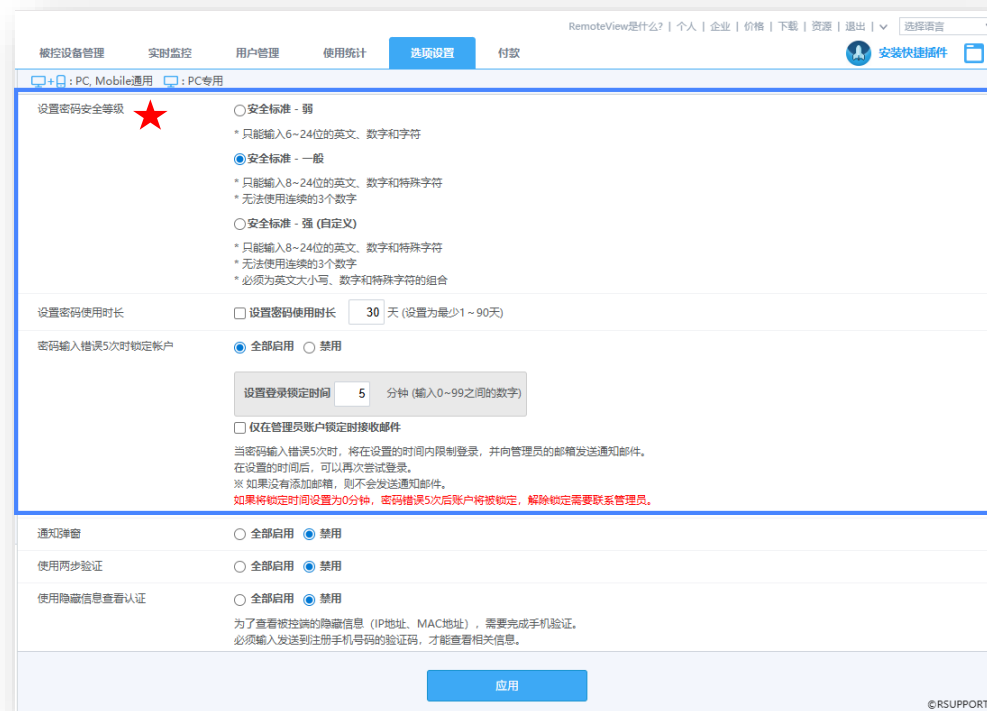 RemoteView是什么? | 个人 | 企业 | 价格 | 下载 | 资源 | 退出 | 选择语言
被控设备管理 实时监控 用户管理 使用统计 选项设置 付款 安装快捷插件
+ : PC, Mobile通用 : PC专用
设置密码安全等级 安全标准 - 弱
* 只能输入6~24位的英文、数字和字符
安全标准 - 一般
* 只能输入8~24位的英文、数字和特殊字符
* 无法使用连续的3个数字
安全标准 - 强 (自定义)
* 只能输入8~24位的英文、数字和特殊字符
* 无法使用连续的3个数字
* 必须为英文大小写、数字和特殊字符的组合
设置密码使用时长 设置密码使用时长 30 天 (设置为最少1~90天)
密码输入错误5次时锁定帐户 全部启用 禁用
设置登录锁定时间 5 分钟 (输入0~99之间的数字)
仅在管理员账户锁定时接收邮件
当密码输入错误5次时，将在设置的时间内限制登录，并向管理员的邮箱发送通知邮件。
在设置的时间后，可以再次尝试登录。
※ 如果没有添加邮箱，则不会发送通知邮件。
如果将锁定时间设置为0分钟，密码错误5次后账户将被锁定，解除锁定需要联系管理员。
通知弹窗 全部启用 禁用
使用两步验证 全部启用 禁用
使用隐藏信息查看认证 全部启用 禁用
为了查看被控端的隐藏信息（IP地址、MAC地址），需要完成手机验证。
必须输入发送到注册手机号码的验证码，才能查看相关信息。
应用
©RSUPPORT